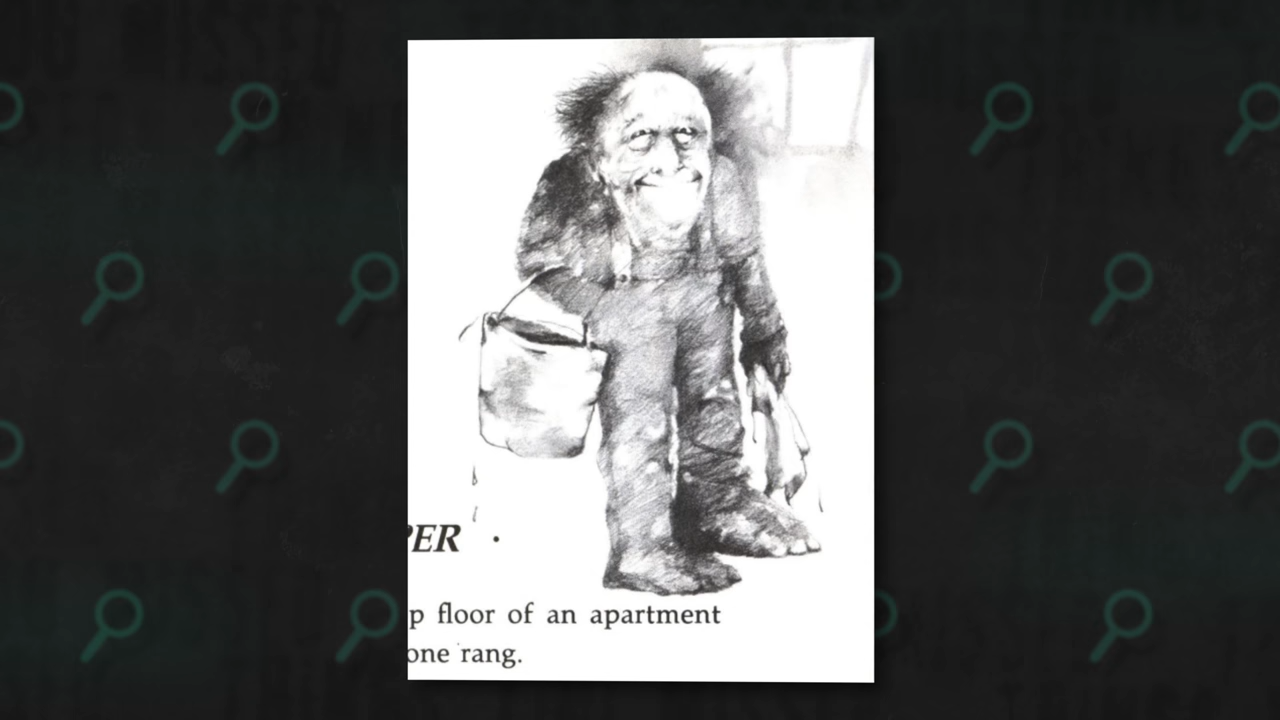 PER •
p floor of an apartment
one rang.